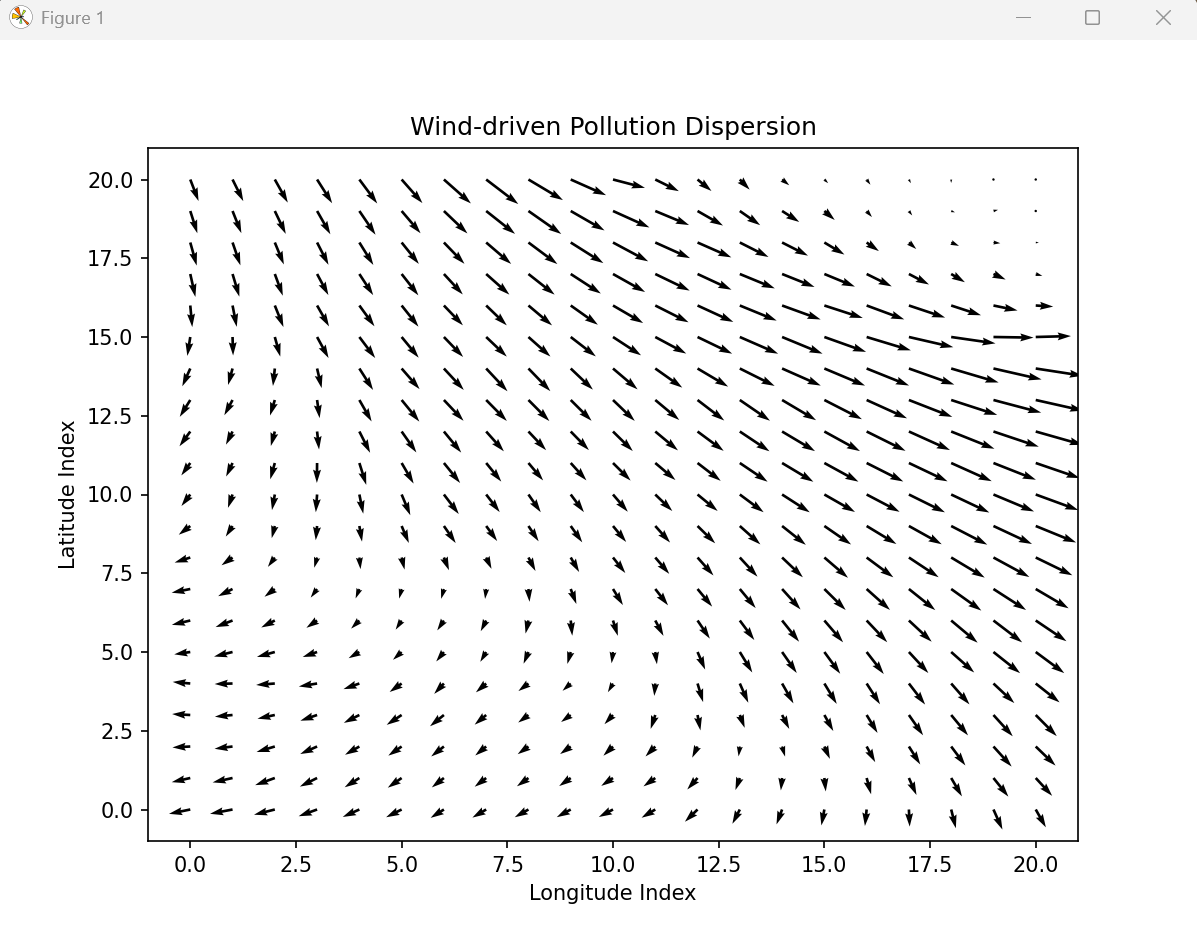 Figure 1
Wind-driven Pollution Dispersion
20.0
17.5
15.0
12.5
10.0
7.5
5.0
2.5
0.0
Latitude Index
0.0 2.5 5.0 7.5 10.0 12.5 15.0 17.5 20.0
Longitude Index